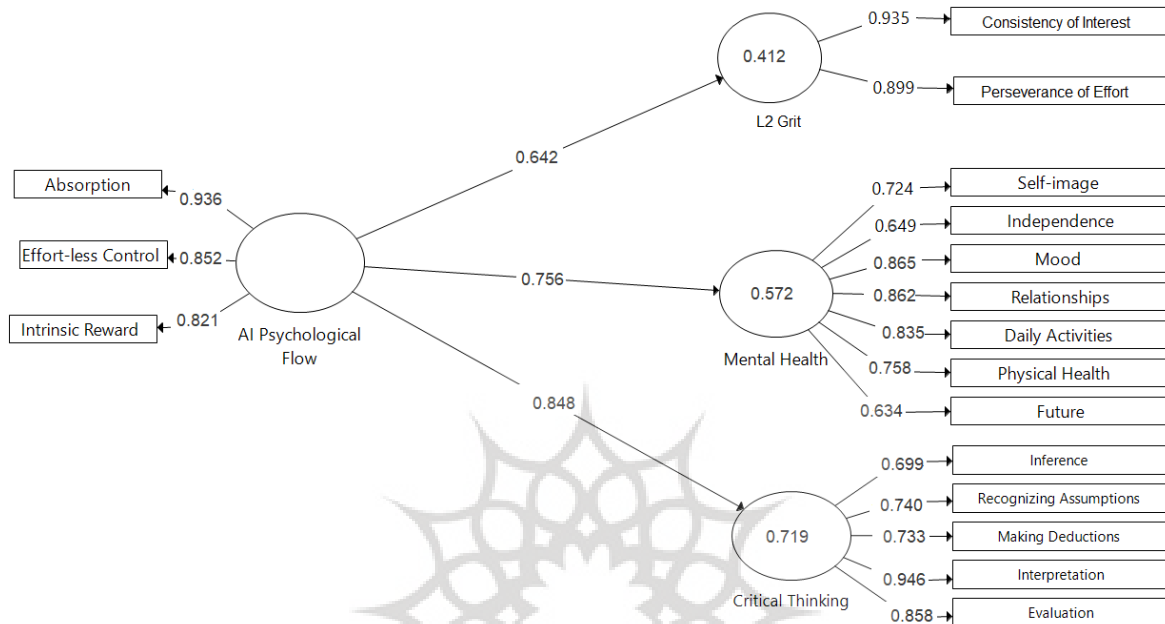 0.935
Consistency of Interest
0.412
0.899
Perseverance of Effort
L2 Grit
0.642
Absorption
0.936
Effort-less Control
0.852
Intrinsic Reward
0.821
AI Psychological
Flow
0.756
0.724
Self-image
0.649
Independence
0.865
Mood
0.572
0.862
Relationships
0.835
Daily Activities
Mental Health
0.758
Physical Health
0.634
Future
0.848
0.699
Inference
0.740
Recognizing Assumptions
0.719
0.733
Making Deductions
0.946
Interpretation
Critical Thinking
0.858
Evaluation